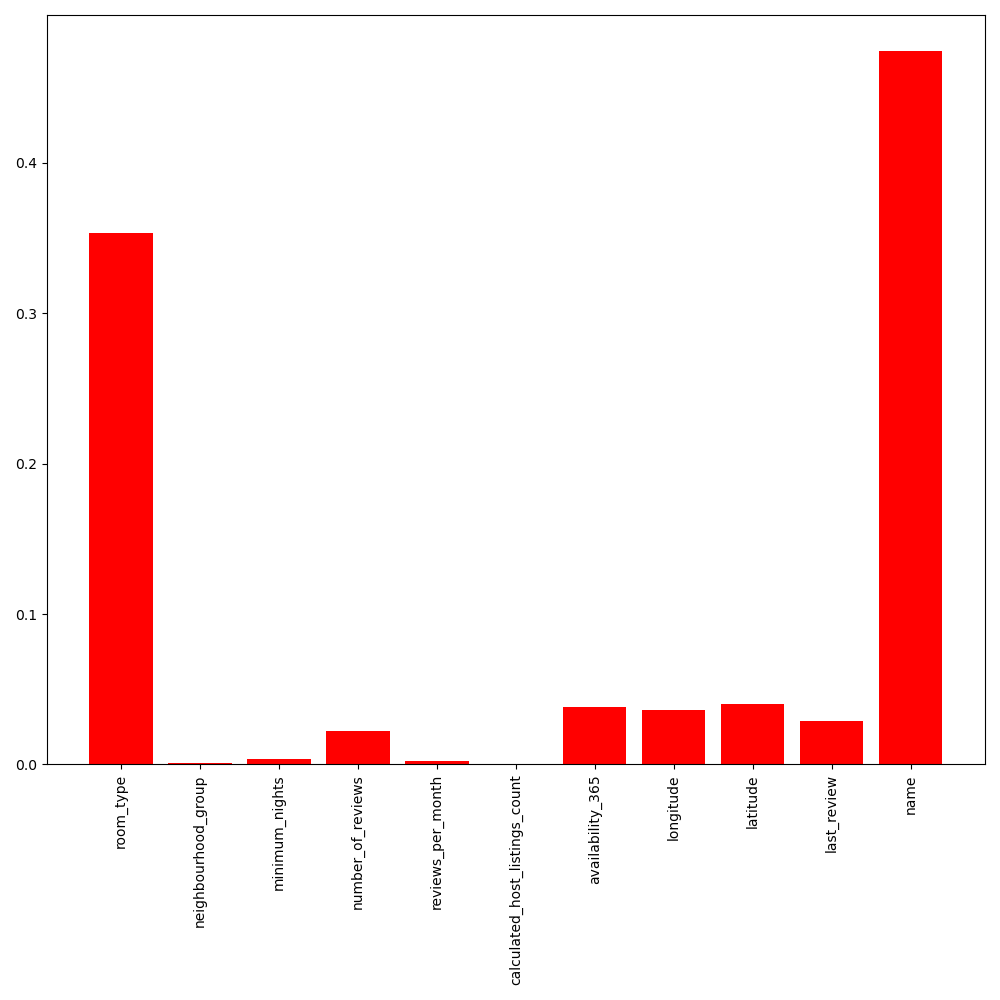 0.4
0.3
0.2
0.1
0.0
room_type
neighbourhood_group
minimum_nights
number_of_reviews
reviews_per_month
calculated_host_listings_count
availability_365
longitude
latitude
last_review
name